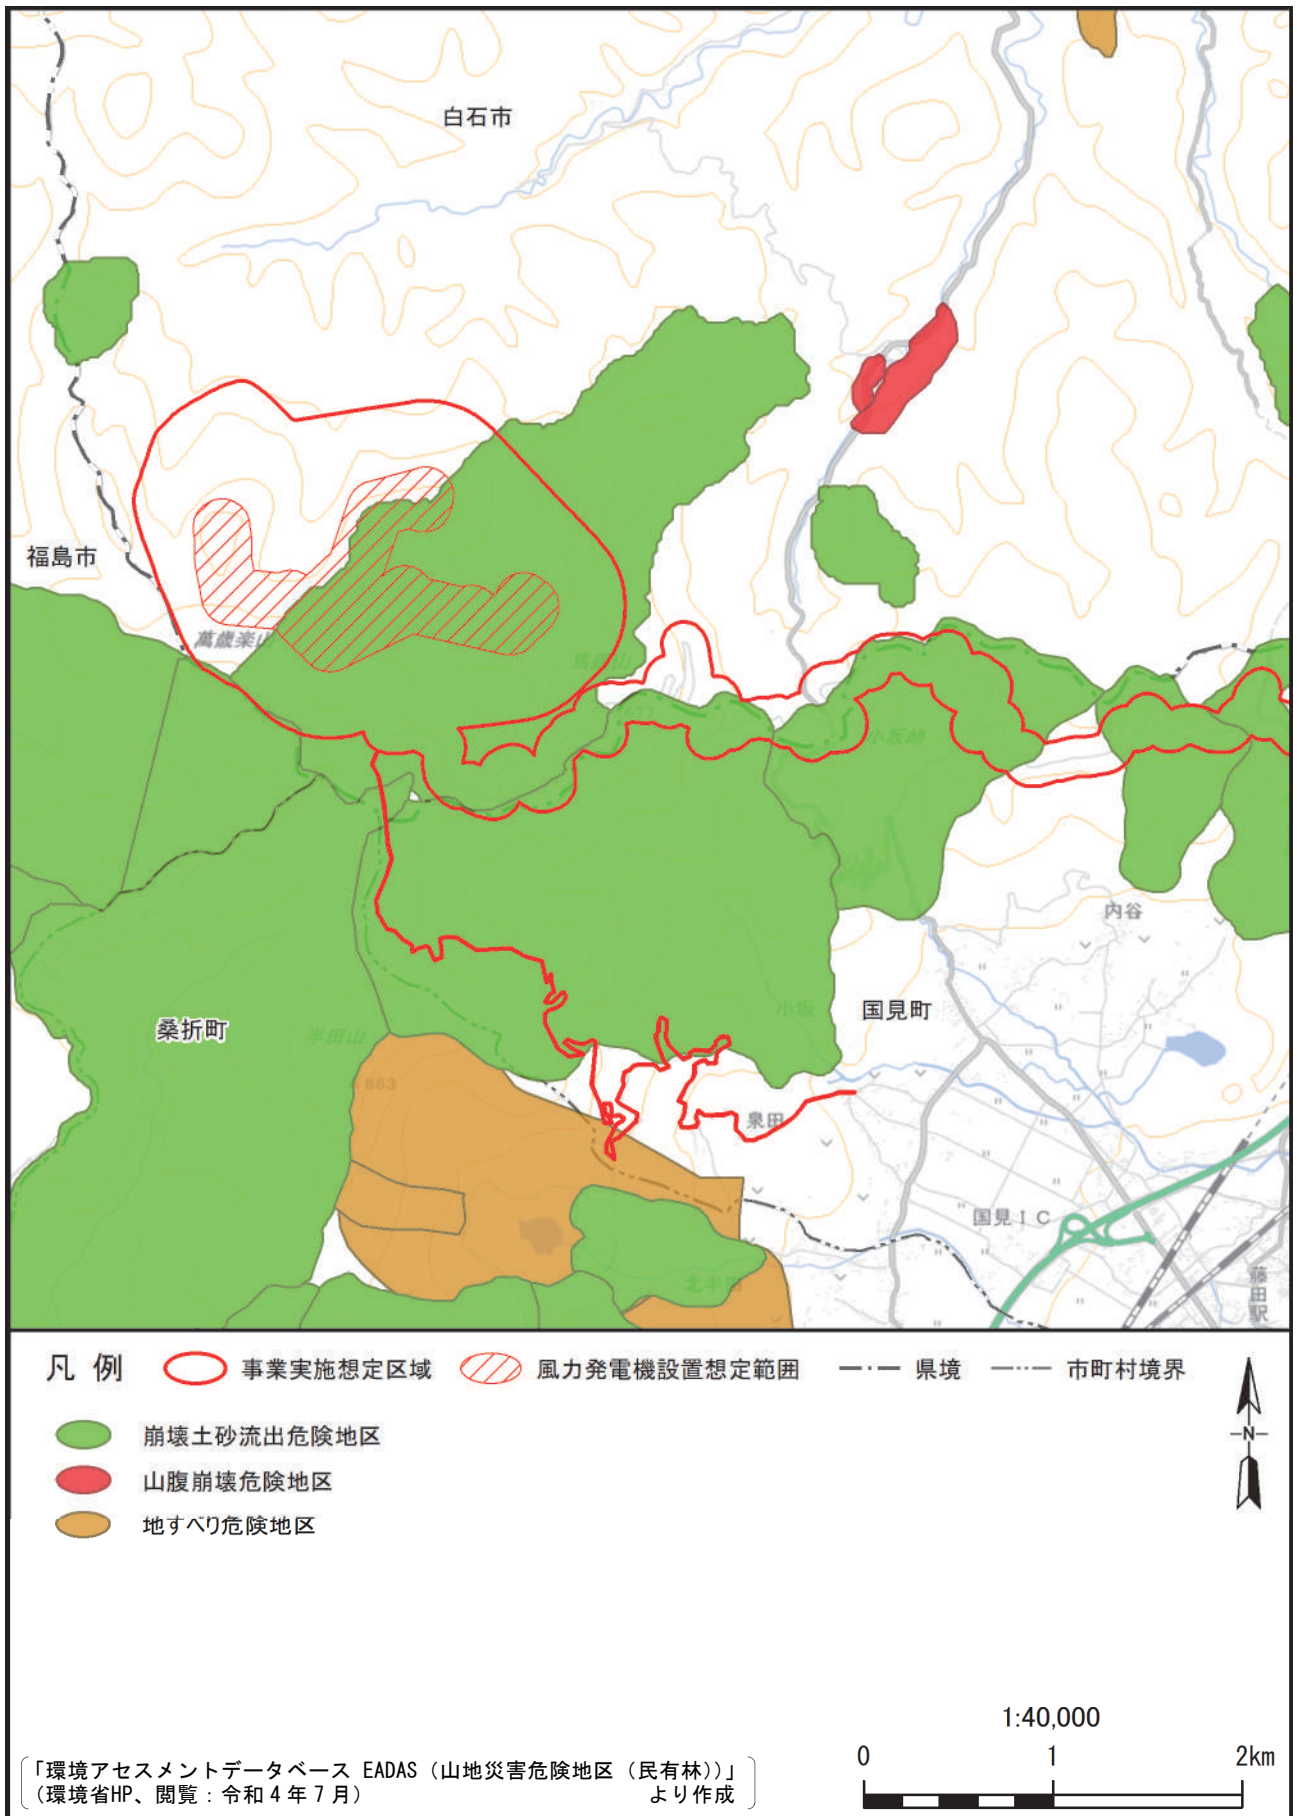 白石市
福島市
萬歳楽山
小坂峠
内谷
国見町
小坂
桑折町
半田山
863
泉田
国見IC
北半田
藤田駅
凡例
事業実施想定区域
風力発電機設置想定範囲
県境
市町村境界
崩壊土砂流出危険地区
山腹崩壊危険地区
地すべり危険地区
N
1:40,000
0 1 2km
「環境アセスメントデータベース EADAS（山地災害危険地区（民有林））」
（環境省HP、閲覧：令和4年7月） より作成